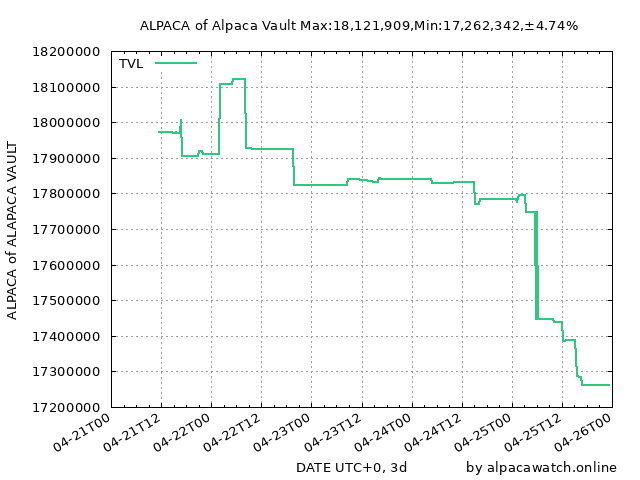 ALPACA of Alpaca Vault Max:18,121,909,Min:17,262,342,±4.74%
TVL
18200000
18100000
18000000
17900000
17800000
17700000
17600000
17500000
17400000
17300000
17200000
ALPACA of ALAPACA VAULT
04-21T00
04-21T12
04-22T00
04-22T12
04-23T00
04-23T12
04-24T00
04-24T12
04-25T00
04-25T12
04-26T00
DATE UTC+0, 3d
by alpacawatch.online